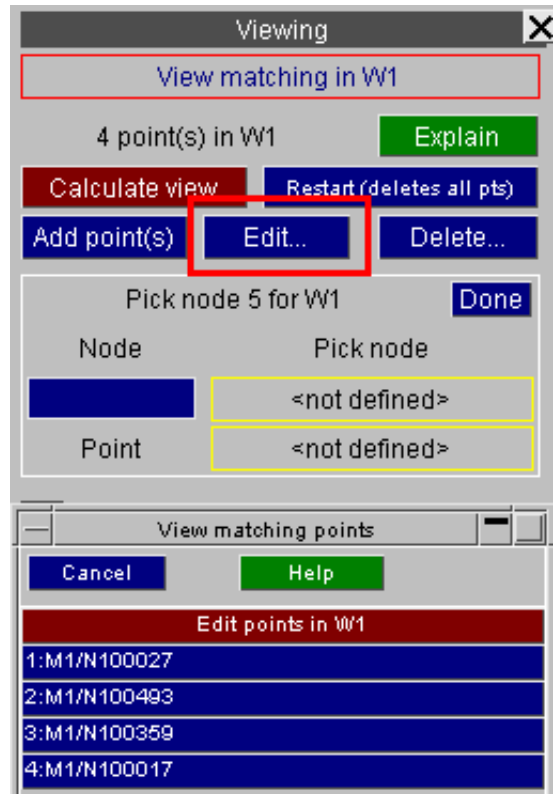 Viewing
View matching in W1
4 point(s) in W1 Explain
Calculate view Restart (deletes all pts)
Add point(s) Edit... Delete...
Pick node 5 for W1 Done
Node Pick node
<not defined>
Point <not defined>
View matching points
Cancel Help
Edit points in W1
1:M1/N100027
2:M1/N100493
3:M1/N100359
4:M1/N100017